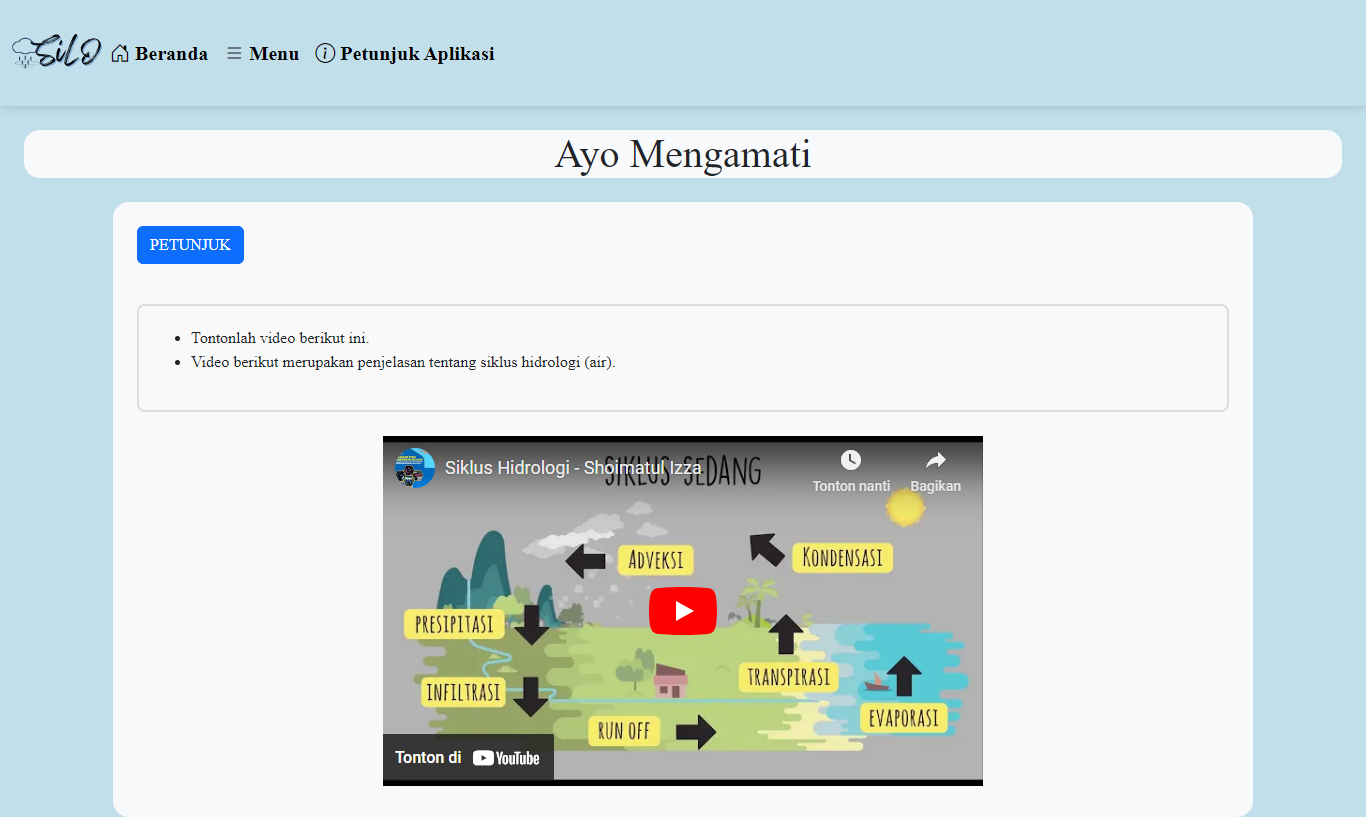 SiLO Beranda Menu Petunjuk Aplikasi
Ayo Mengamati
PETUNJUK
Tontonlah video berikut ini.
Video berikut merupakan penjelasan tentang siklus hidrologi (air).
Siklus Hidrologi - Shoimatul Izza
SIKLUS SEDANG
Tonton nanti
Bagikan
ADVEKSI
KONDENSASI
PRESIPITASI
TRANSPIRASI
INFILTRASI
EVAPORASI
RUN OFF
Tonton di YouTube